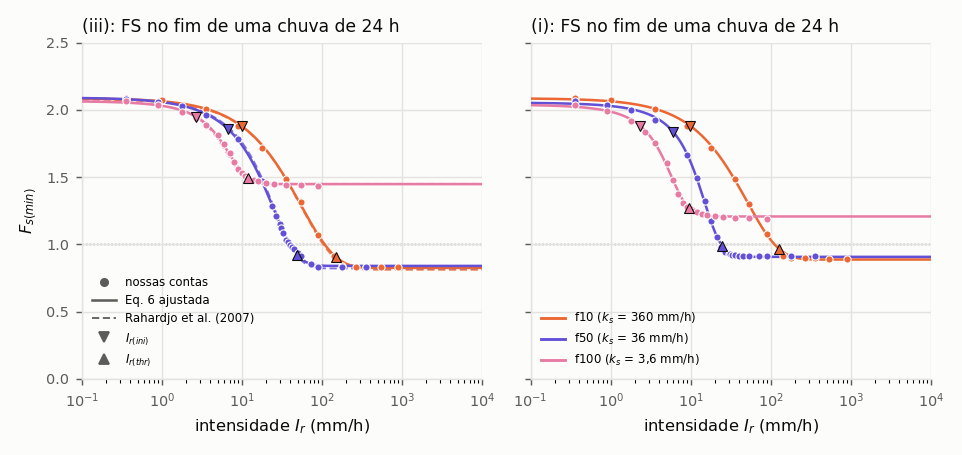 (iii): FS no fim de uma chuva de 24 h
(i): FS no fim de uma chuva de 24 h
2.5
2.0
1.5
1.0
0.5
0.0
F_{S(min)}
nossas contas
Eq. 6 ajustada
Rahardjo et al. (2007)
I_{r(ini)}
I_{r(thr)}
f10 (k_s = 360 mm/h)
f50 (k_s = 36 mm/h)
f100 (k_s = 3,6 mm/h)
10^{-1} 10^0 10^1 10^2 10^3 10^4
10^{-1} 10^0 10^1 10^2 10^3 10^4
intensidade I_r (mm/h)
intensidade I_r (mm/h)